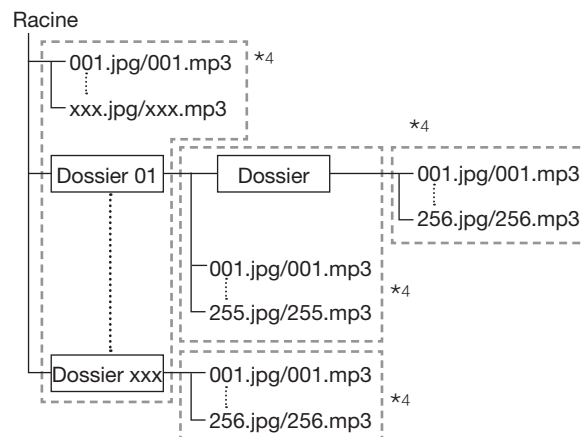 Racine
001.jpg/001.mp3
*4
xxx.jpg/xxx.mp3
*4
Dossier 01
Dossier
001.jpg/001.mp3
256.jpg/256.mp3
001.jpg/001.mp3
*4
255.jpg/255.mp3
Dossier xxx
001.jpg/001.mp3
*4
256.jpg/256.mp3